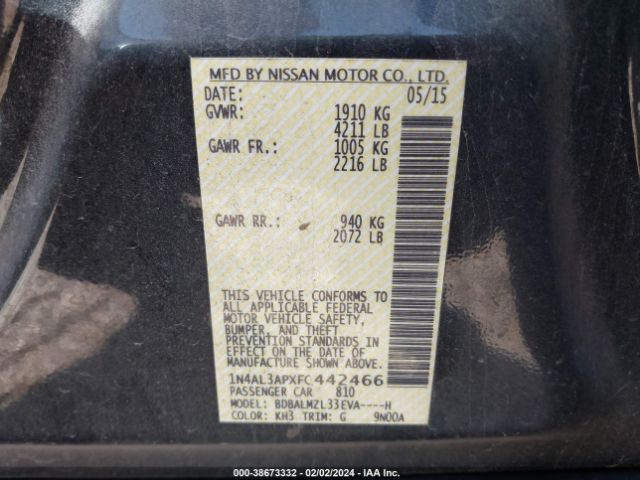 MFD BY NISSAN MOTOR CO., LTD.
DATE: 05/15
GVWR: 1910 KG
4211 LB
GAWR FR.: 1005 KG
2216 LB
GAWR RR.: 940 KG
2072 LB
THIS VEHICLE CONFORMS TO
ALL APPLICABLE FEDERAL
MOTOR VEHICLE SAFETY,
BUMPER, AND THEFT
PREVENTION STANDARDS IN
EFFECT ON THE DATE OF
MANUFACTURE SHOWN ABOVE.
1N4AL3APXFC442466
PASSENGER CAR 810
MODEL: BDBALMZL33EVA----H
COLOR: KH3 TRIM: G 9N00A
000-38673332 - 02/02/2024 - IAA Inc.